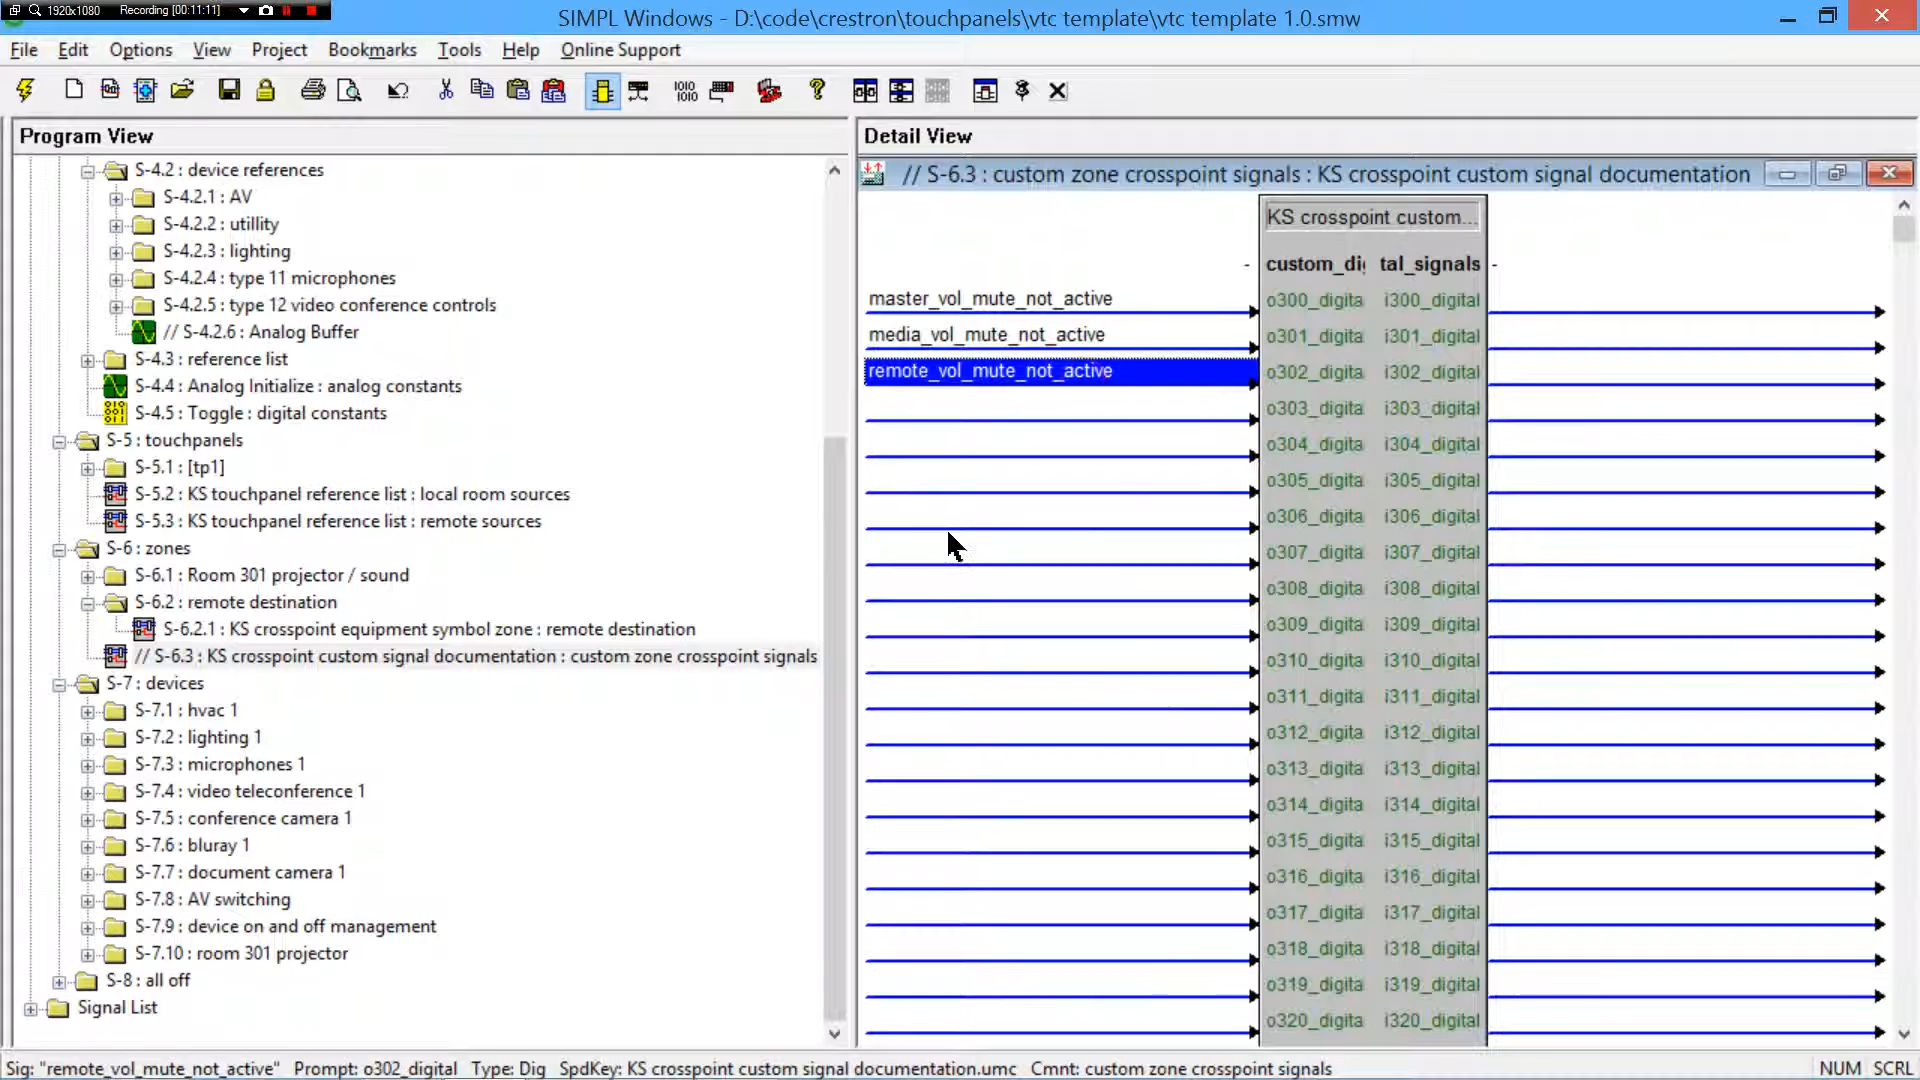 1920x1080 Recording [00:11:11]
SIMPL Windows - D:\code\crestron\touchpanels\vtc template\vtc template 1.0.smw
File Edit Options View Project Bookmarks Tools Help Online Support
Program View
S-4.2 : device references
S-4.2.1 : AV
S-4.2.2 : utillity
S-4.2.3 : lighting
S-4.2.4 : type 11 microphones
S-4.2.5 : type 12 video conference controls
// S-4.2.6 : Analog Buffer
S-4.3 : reference list
S-4.4 : Analog Initialize : analog constants
S-4.5 : Toggle : digital constants
S-5 : touchpanels
S-5.1 : [tp1]
S-5.2 : KS touchpanel reference list : local room sources
S-5.3 : KS touchpanel reference list : remote sources
S-6 : zones
S-6.1 : Room 301 projector / sound
S-6.2 : remote destination
S-6.2.1 : KS crosspoint equipment symbol zone : remote destination
// S-6.3 : KS crosspoint custom signal documentation : custom zone crosspoint signals
S-7 : devices
S-7.1 : hvac 1
S-7.2 : lighting 1
S-7.3 : microphones 1
S-7.4 : video teleconference 1
S-7.5 : conference camera 1
S-7.6 : bluray 1
S-7.7 : document camera 1
S-7.8 : AV switching
S-7.9 : device on and off management
S-7.10 : room 301 projector
S-8 : all off
Signal List
Detail View
// S-6.3 : custom zone crosspoint signals : KS crosspoint custom signal documentation
KS crosspoint custom...
- custom_di tal_signals -
master_vol_mute_not_active o300_digita i300_digital
media_vol_mute_not_active o301_digita i301_digital
remote_vol_mute_not_active o302_digita i302_digital
o303_digita i303_digital
o304_digita i304_digital
o305_digita i305_digital
o306_digita i306_digital
o307_digita i307_digital
o308_digita i308_digital
o309_digita i309_digital
o310_digita i310_digital
o311_digita i311_digital
o312_digita i312_digital
o313_digita i313_digital
o314_digita i314_digital
o315_digita i315_digital
o316_digita i316_digital
o317_digita i317_digital
o318_digita i318_digital
o319_digita i319_digital
o320_digita i320_digital
Sig: "remote_vol_mute_not_active" Prompt: o302_digital Type: Dig SpdKey: KS crosspoint custom signal documentation.umc Cmnt: custom zone crosspoint signals NUM SCRL